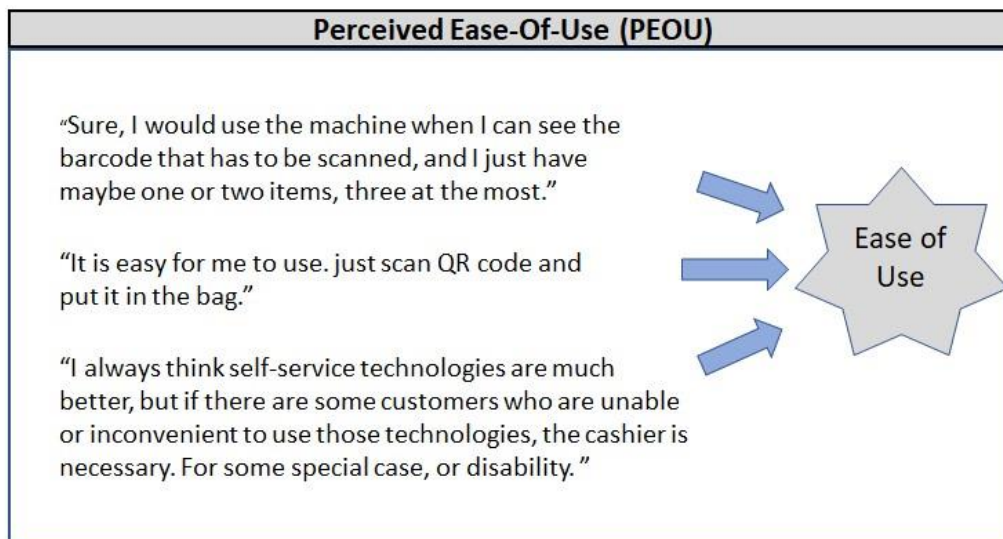 Perceived Ease-Of-Use (PEOU)
“Sure, I would use the machine when I can see the
barcode that has to be scanned, and I just have
maybe one or two items, three at the most.”
“It is easy for me to use. just scan QR code and
put it in the bag.”
“I always think self-service technologies are much
better, but if there are some customers who are unable
or inconvenient to use those technologies, the cashier is
necessary. For some special case, or disability. ”
Ease of
Use